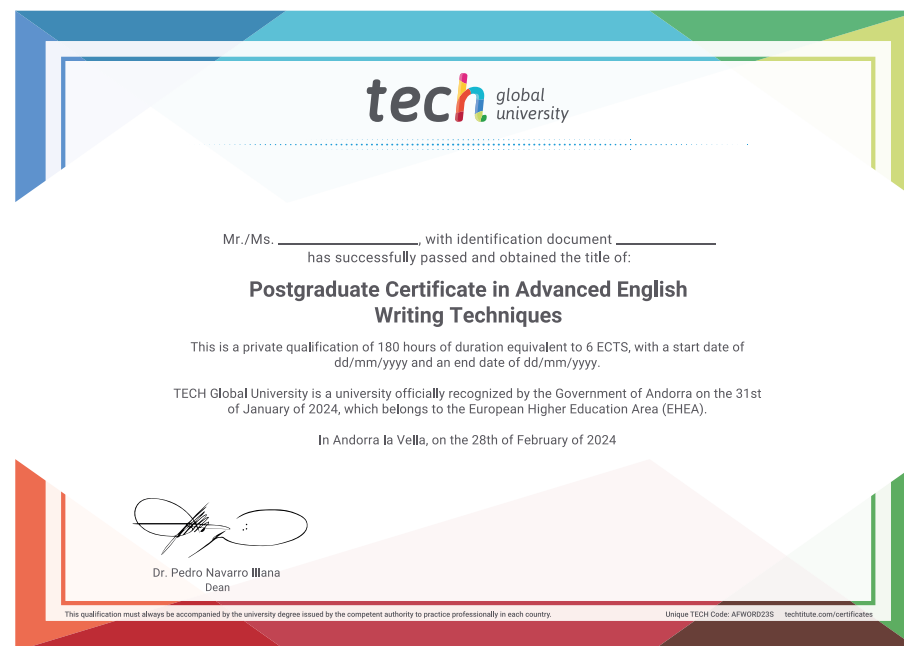 tech global
university
Mr./Ms. ____________, with identification document ____________
has successfully passed and obtained the title of:
Postgraduate Certificate in Advanced English
Writing Techniques
This is a private qualification of 180 hours of duration equivalent to 6 ECTS, with a start date of
dd/mm/yyyy and an end date of dd/mm/yyyy.
TECH Global University is a university officially recognized by the Government of Andorra on the 31st
of January of 2024, which belongs to the European Higher Education Area (EHEA).
In Andorra la Vella, on the 28th of February of 2024
Dr. Pedro Navarro Illana
Dean
This qualification must always be accompanied by the university degree issued by the competent authority to practice professionally in each country.
Unique TECH Code: AFWORD23S techtitute.com/certificates